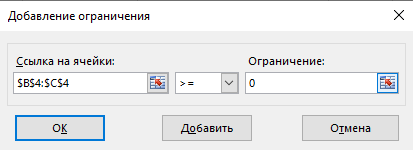 Добавление ограничения
Ссылка на ячейки: Ограничение:
$B$4:$C$4 >= 0
ОК Добавить Отмена